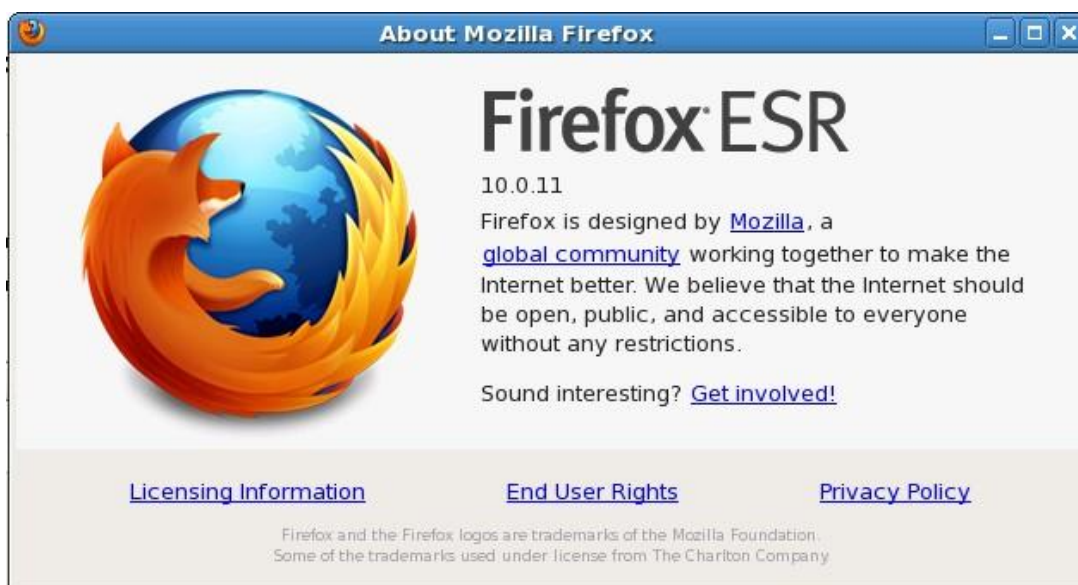 About Mozilla Firefox
Firefox ESR
10.0.11
Firefox is designed by Mozilla, a
global community working together to make the
Internet better. We believe that the Internet should
be open, public, and accessible to everyone
without any restrictions.
Sound interesting? Get involved!
Licensing Information End User Rights Privacy Policy
Firefox and the Firefox logos are trademarks of the Mozilla Foundation.
Some of the trademarks used under license from The Charlton Company